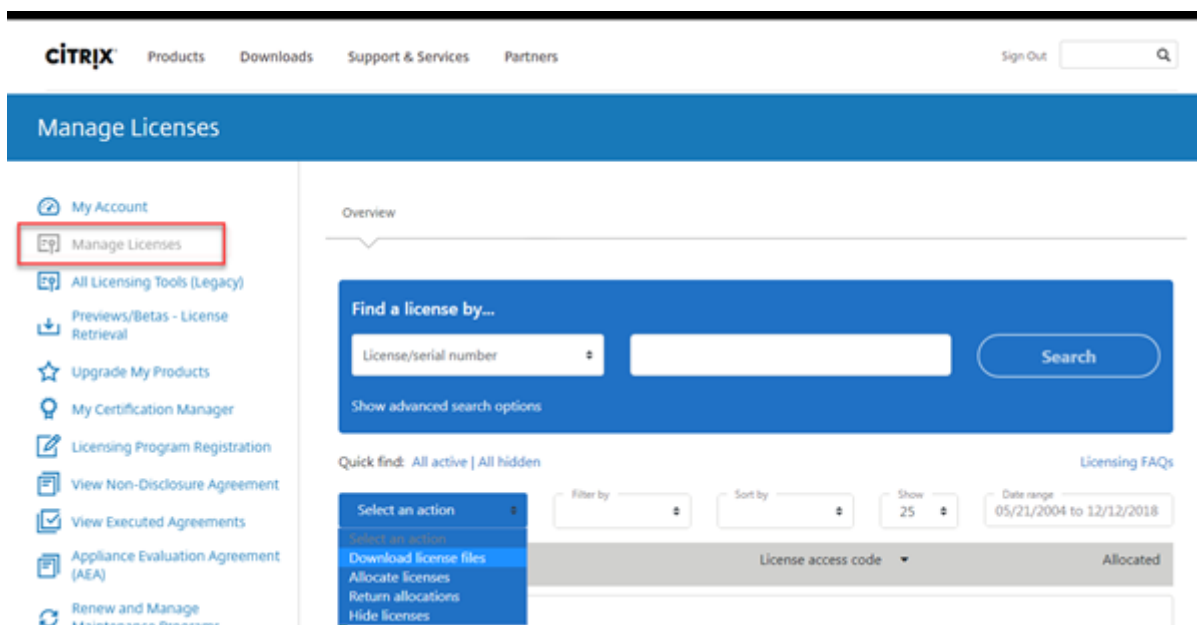 CİTRIX
Products
Downloads
Support & Services
Partners
Sign Out
Manage Licenses
My Account
Manage Licenses
All Licensing Tools (Legacy)
Previews/Betas - License
Retrieval
Upgrade My Products
My Certification Manager
Licensing Program Registration
View Non-Disclosure Agreement
View Executed Agreements
Appliance Evaluation Agreement
(AEA)
Renew and Manage
Maintenance Programs
Overview
Find a license by...
License/serial number
Search
Show advanced search options
Quick find: All active | All hidden
Licensing FAQs
Select an action
Filter by
Sort by
Show
25
Date range
05/21/2004 to 12/12/2018
Select an action
Download license files
Allocate licenses
Return allocations
Hide licenses
License access code
Allocated